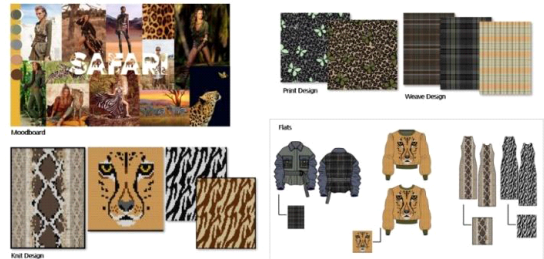 SAFARI
Moodboard
Print Design
Weave Design
Flats
Knit Design